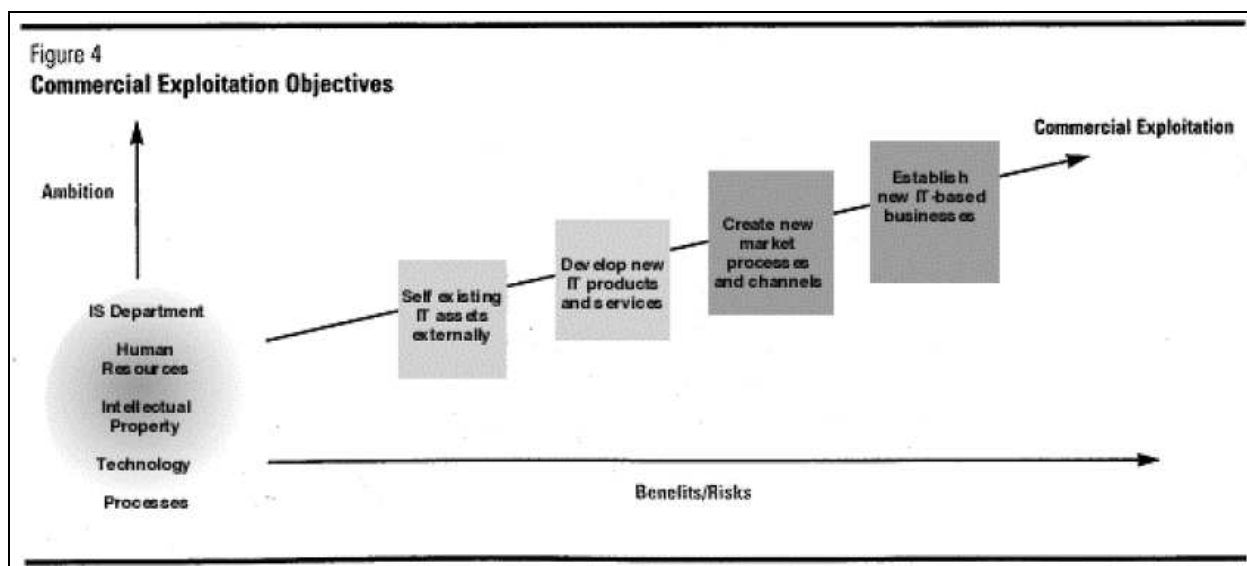 Figure 4
Commercial Exploitation Objectives
Commercial Exploitation
Ambition
Establish
new IT-based
businesses
Create new
market
processes
and channels
Develop new
IT products
and services
Self existing
IT assets
externally
IS Department
Human
Resources
Intellectual
Property
Technology
Processes
Benefits/Risks